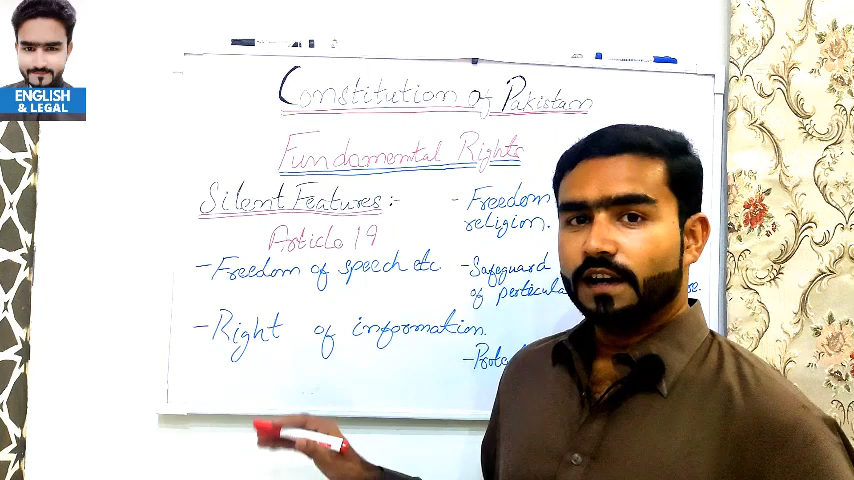 ENGLISH
& LEGAL
Constitution of Pakistan
Fundamental Rights
Silent Features:-
Article 19
- Freedom of speech etc
- Right of information.
- Freedom
religion.
- Safeguard
of perticula